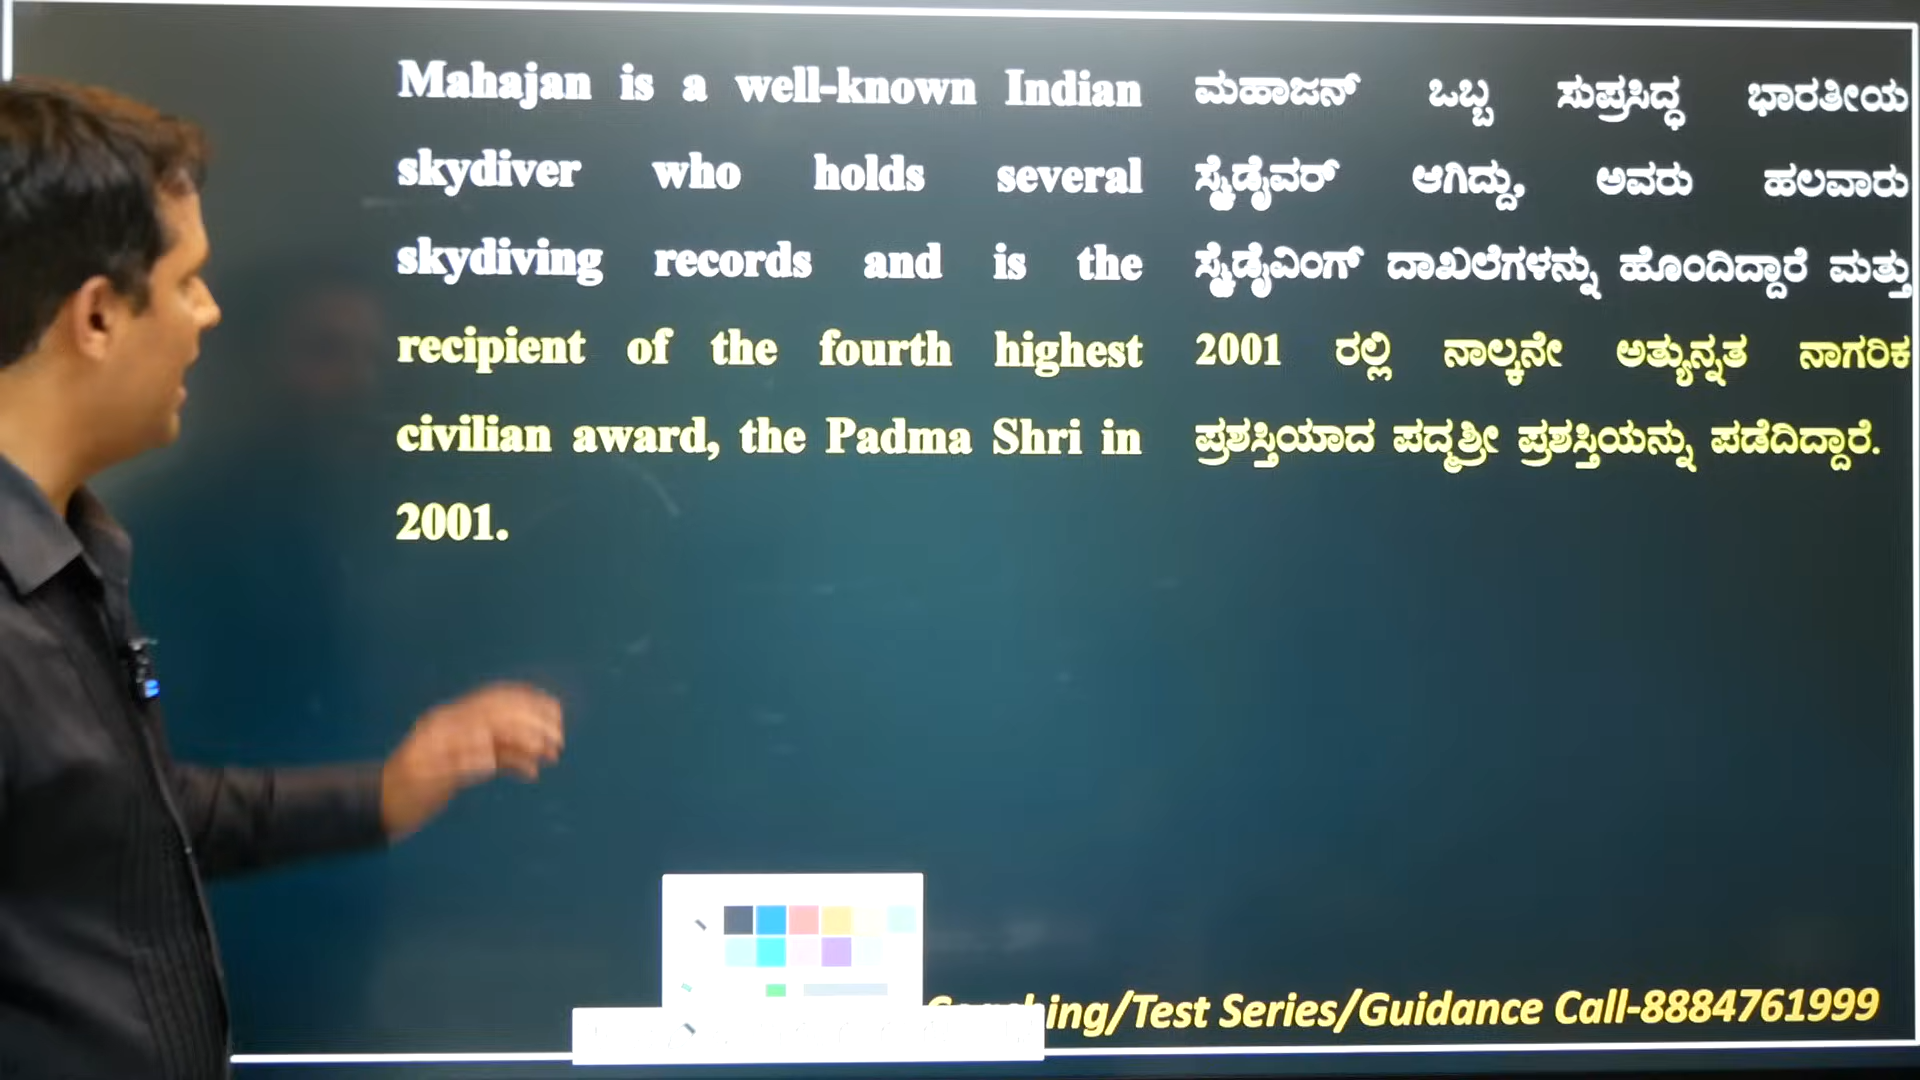 Mahajan is a well-known Indian
skydiver who holds several
skydiving records and is the
recipient of the fourth highest
civilian award, the Padma Shri in
2001.
ಮಹಾಜನ್ ಒಬ್ಬ ಸುಪ್ರಸಿದ್ಧ ಭಾರತೀಯ
ಸ್ಕೈಡೈವರ್ ಆಗಿದ್ದು, ಅವರು ಹಲವಾರು
ಸ್ಕೈಡೈವಿಂಗ್ ದಾಖಲೆಗಳನ್ನು ಹೊಂದಿದ್ದಾರೆ ಮತ್ತು
2001 ರಲ್ಲಿ ನಾಲ್ಕನೇ ಅತ್ಯುನ್ನತ ನಾಗರಿಕ
ಪ್ರಶಸ್ತಿಯಾದ ಪದ್ಮಶ್ರೀ ಪ್ರಶಸ್ತಿಯನ್ನು ಪಡೆದಿದ್ದಾರೆ.
/Test Series/Guidance Call-8884761999